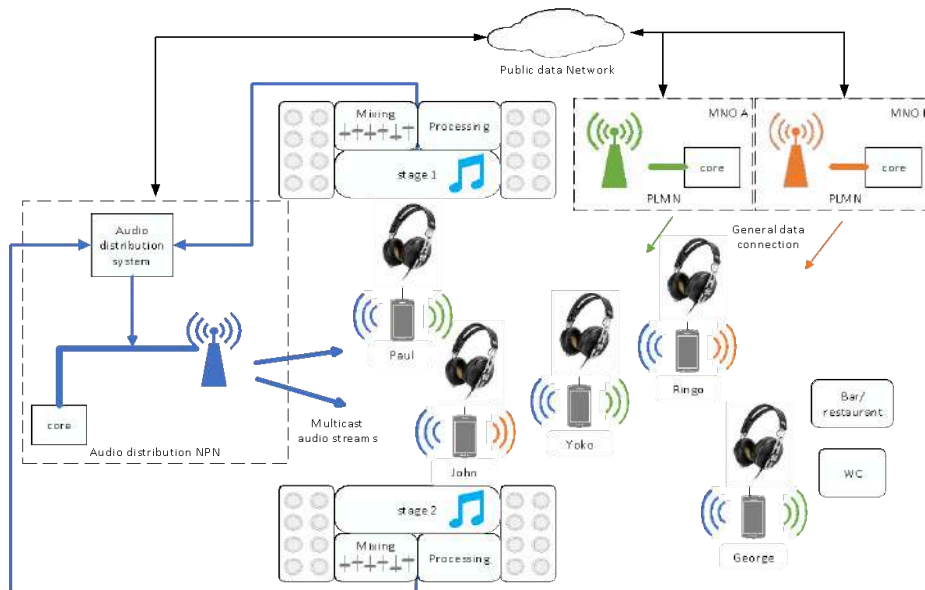 Public data Network
Mixing
Processing
stage 1
MNO A
core
PLMN
MNO
core
PLMN
General data
connection
Audio
distribution
system
core
Audio distribution NPN
Multicast
audio streams
Paul
John
Yoko
Ringo
George
Bar/
restaurant
WC
stage 2
Mixing
Processing